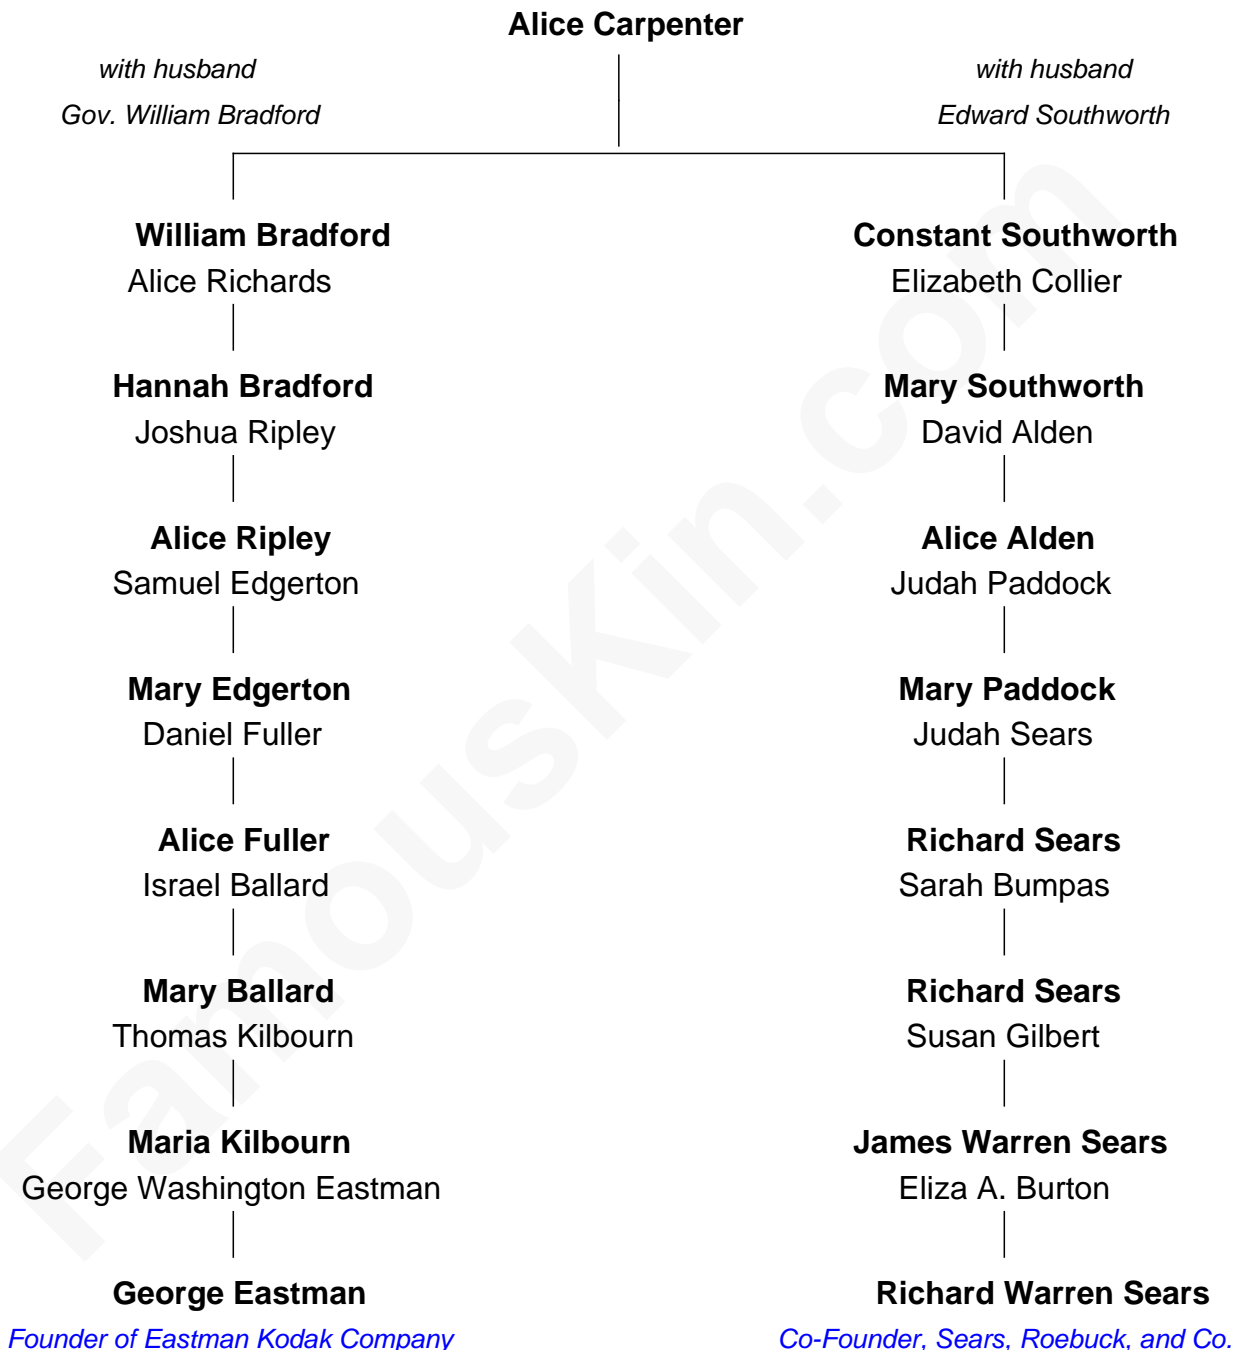 Alice Carpenter
with husband
Gov. William Bradford
with husband
Edward Southworth
William Bradford
Alice Richards
Hannah Bradford
Joshua Ripley
Alice Ripley
Samuel Edgerton
Mary Edgerton
Daniel Fuller
Alice Fuller
Israel Ballard
Mary Ballard
Thomas Kilbourn
Maria Kilbourn
George Washington Eastman
George Eastman
Founder of Eastman Kodak Company
Constant Southworth
Elizabeth Collier
Mary Southworth
David Alden
Alice Alden
Judah Paddock
Mary Paddock
Judah Sears
Richard Sears
Sarah Bumpas
Richard Sears
Susan Gilbert
James Warren Sears
Eliza A. Burton
Richard Warren Sears
Co-Founder, Sears, Roebuck, and Co.
FamousKin.com